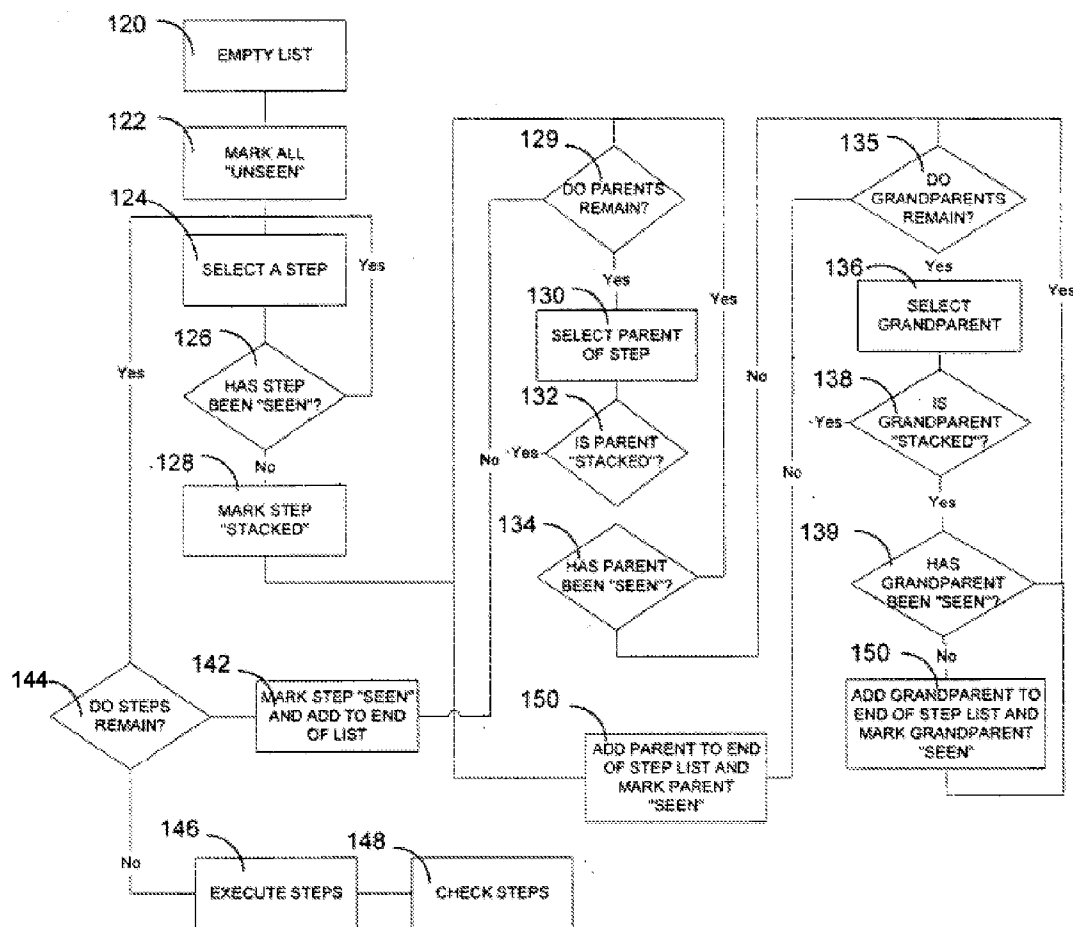 120
EMPTY LIST
122
MARK ALL
"UNSEEN"
124
SELECT A STEP
Yes
126
HAS STEP
BEEN "SEEN"?
Yes
No
128
MARK STEP
"STACKED"
129
DO PARENTS
REMAIN?
Yes
130
SELECT PARENT
OF STEP
Yes
132
IS PARENT
"STACKED"?
Yes
No
134
HAS PARENT
BEEN "SEEN"?
No
135
DO
GRANDPARENTS
REMAIN?
Yes
136
SELECT
GRANDPARENT
Yes
138
IS
GRANDPARENT
"STACKED"?
Yes
No
Yes
139
HAS
GRANDPARENT
BEEN "SEEN"?
No
150
ADD GRANDPARENT TO
END OF STEP LIST AND
MARK GRANDPARENT
"SEEN"
144
DO STEPS
REMAIN?
142
MARK STEP "SEEN"
AND ADD TO END
OF LIST
150
ADD PARENT TO END
OF STEP LIST AND
MARK PARENT
"SEEN"
No
146
EXECUTE STEPS
148
CHECK STEPS